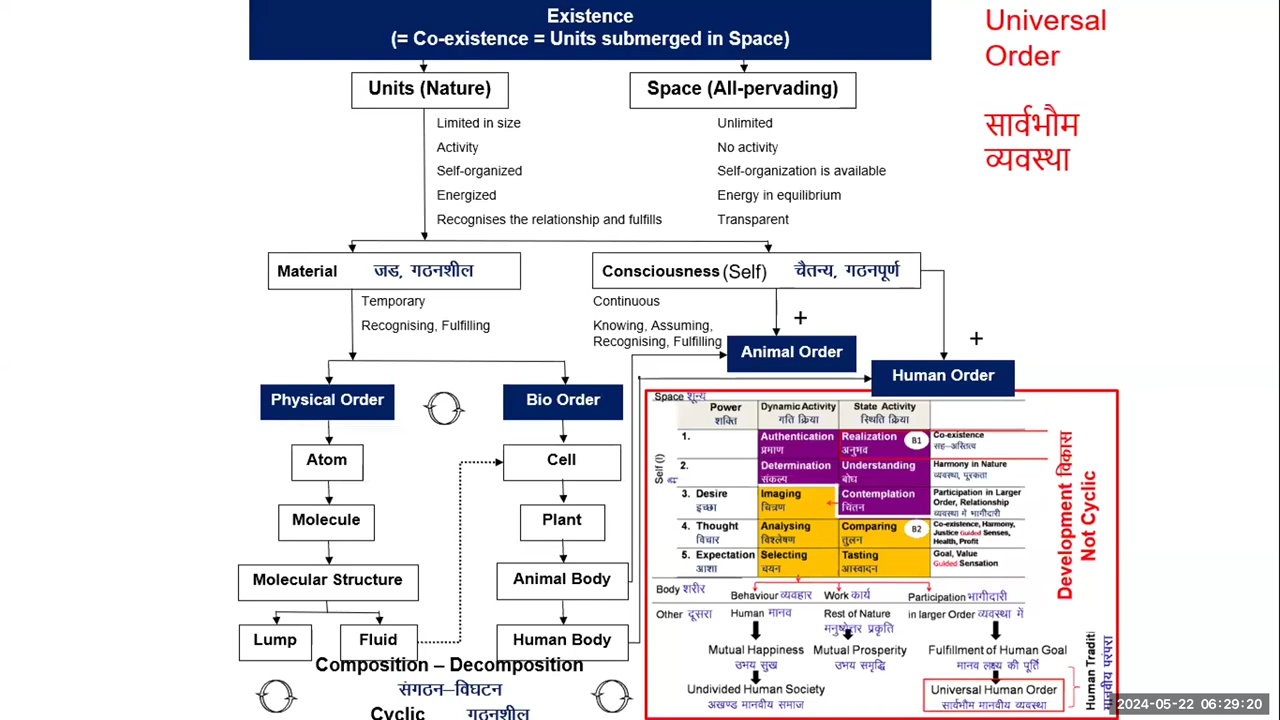 Existence
(= Co-existence = Units submerged in Space)
Universal
Order
सार्वभौम
व्यवस्था
Units (Nature)
Space (All-pervading)
Limited in size
Activity
Self-organized
Energized
Recognises the relationship and fulfills
Unlimited
No activity
Self-organization is available
Energy in equilibrium
Transparent
Material जड, गठनशील
Consciousness (Self) चैतन्य, गठनपूर्ण
Temporary
Recognising, Fulfilling
Continuous
Knowing, Assuming,
Recognising, Fulfilling
+
+
Animal Order
Human Order
Physical Order
Bio Order
Atom
Molecule
Molecular Structure
Lump
Fluid
Cell
Plant
Animal Body
Human Body
Composition – Decomposition
संगठन–विघटन
Cyclic गठनशील
Space शून्य
Power
शक्ति
Dynamic Activity
गति क्रिया
State Activity
स्थिति क्रिया
Self (I)
1.
Authentication
प्रमाण
Realization
अनुभव
B1
Co-existence
सह–अस्तित्व
2.
Determination
संकल्प
Understanding
बोध
Harmony in Nature
व्यवस्था, पूरकता
3. Desire
इच्छा
Imaging
चित्रण
Contemplation
चिंतन
Participation in Larger
Order, Relationship
व्यवस्था में भागीदारी
4. Thought
विचार
Analysing
विश्लेषण
Comparing
तुलन
B2
Co-existence, Harmony,
Justice Guided Senses,
Health, Profit
5. Expectation
आशा
Selecting
चयन
Tasting
आस्वादन
Goal, Value
Guided Sensation
Body शरीर
Behaviour व्यवहार
Work कार्य
Participation भागीदारी
Other दूसरा
Human मानव
Rest of Nature
मनुष्येत्तर प्रकृति
in larger Order व्यवस्था में
Mutual Happiness
उभय सुख
Mutual Prosperity
उभय समृद्धि
Fulfillment of Human Goal
मानव लक्ष्य की पूर्ति
Undivided Human Society
अखण्ड मानवीय समाज
Universal Human Order
सार्वभौम मानवीय व्यवस्था
Development विकास
Not Cyclic
Human Traditi
मानवीय परंपरा
2024-05-22 06:29:20